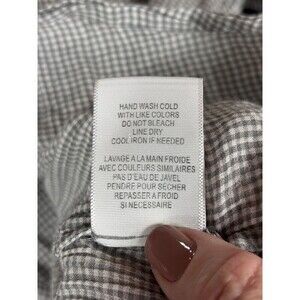 HAND WASH COLD
WITH LIKE COLORS
DO NOT BLEACH
LINE DRY
COOL IRON IF NEEDED
LAVAGE A LA MAIN FROIDE
AVEC COULEURS SIMILAIRES
PAS D'EAU DE JAVEL
PENDRE POUR SÉCHER
REPASSER A FROID
SI NECESSAIRE